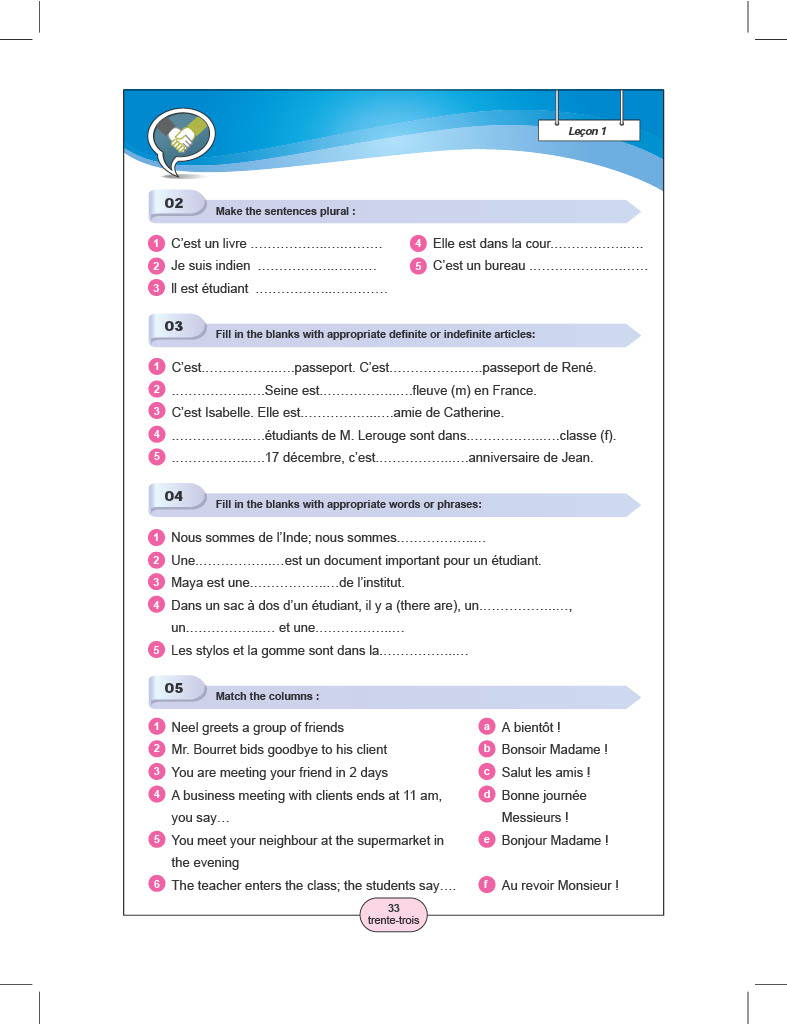 Leçon 1
02 Make the sentences plural :
1 C’est un livre ……………………………
4 Elle est dans la cour……………………
2 Je suis indien …………………………
5 C’est un bureau …………………………
3 Il est étudiant ……………………………
03 Fill in the blanks with appropriate definite or indefinite articles:
1 C’est……………………passeport. C’est……………………passeport de René.
2 ……………………Seine est……………………fleuve (m) en France.
3 C’est Isabelle. Elle est……………………amie de Catherine.
4 ……………………étudiants de M. Lerouge sont dans……………………classe (f).
5 ……………………17 décembre, c’est……………………anniversaire de Jean.
04 Fill in the blanks with appropriate words or phrases:
1 Nous sommes de l’Inde; nous sommes…………………
2 Une…………………est un document important pour un étudiant.
3 Maya est une…………………de l’institut.
4 Dans un sac à dos d’un étudiant, il y a (there are), un…………………,
un………………… et une…………………
5 Les stylos et la gomme sont dans la…………………
05 Match the columns :
1 Neel greets a group of friends
a A bientôt !
2 Mr. Bourret bids goodbye to his client
b Bonsoir Madame !
3 You are meeting your friend in 2 days
c Salut les amis !
4 A business meeting with clients ends at 11 am,
d Bonne journée
you say…
Messieurs !
5 You meet your neighbour at the supermarket in
e Bonjour Madame !
the evening
6 The teacher enters the class; the students say….
f Au revoir Monsieur !
33
trente-trois